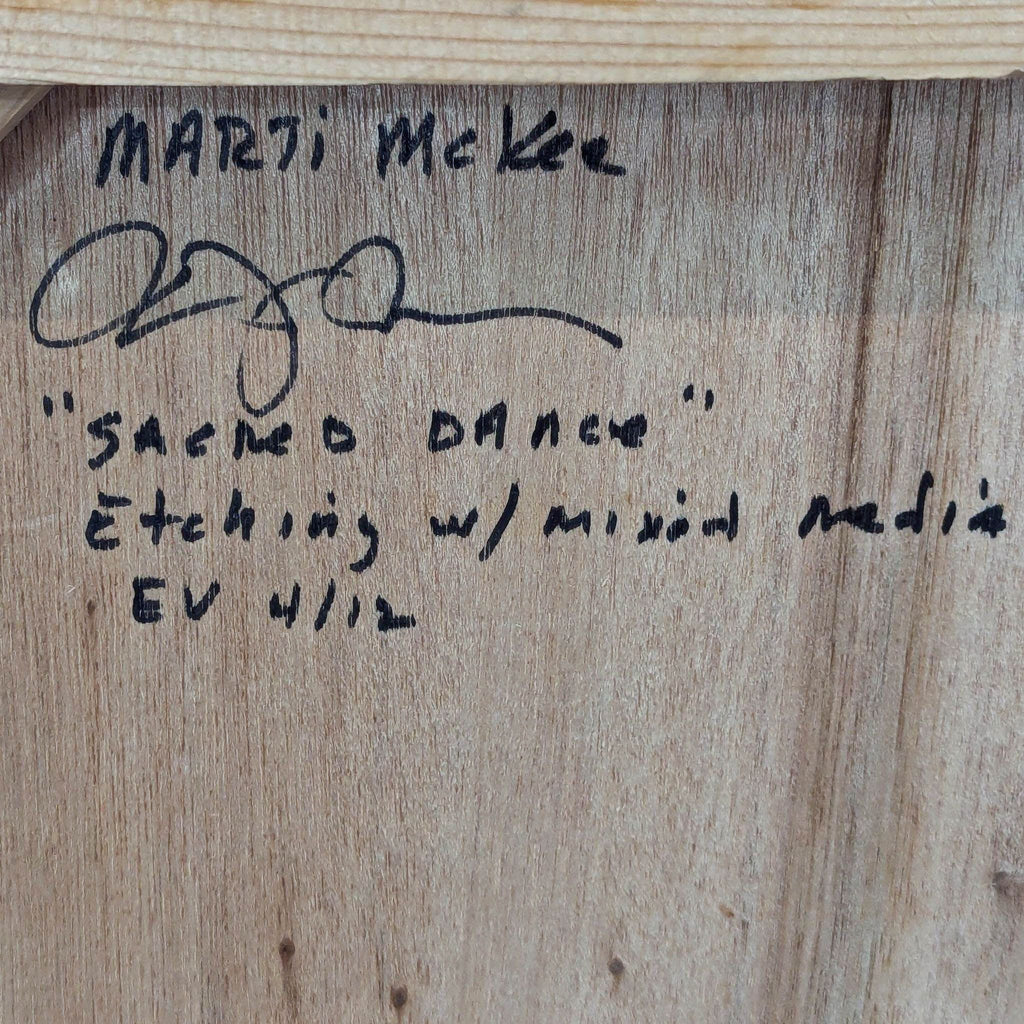 MARTi McKee
"SACRED DANCE"
Etching w/ mixed media
EV 4/12